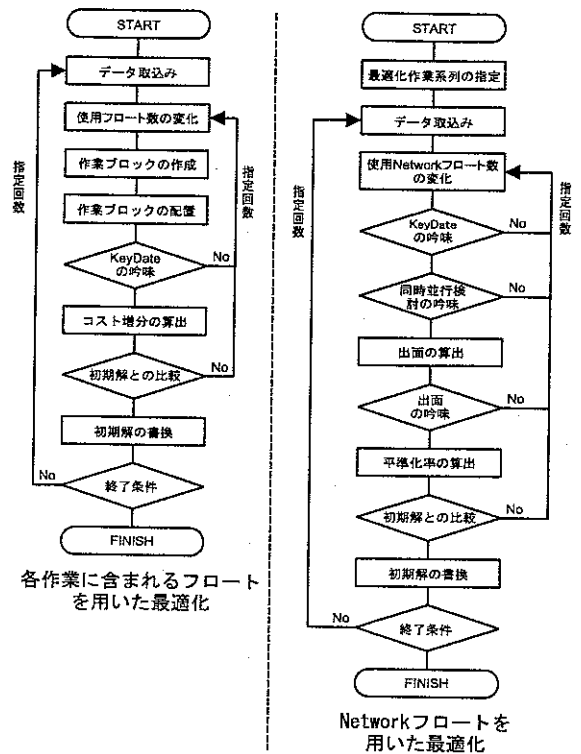 START
データ取込み
使用フロート数の変化
作業ブロックの作成
作業ブロックの配置
KeyDate
の吟味
No
コスト増分の算出
初期解との比較
No
初期解の書換
No
終了条件
FINISH
指定回数
指定回数
各作業に含まれるフロート
を用いた最適化
START
最適化作業系列の指定
データ取込み
使用Networkフロート数
の変化
KeyDate
の吟味
No
同時並行検
討の吟味
No
出面の算出
出面
の吟味
No
平準化率の算出
初期解との比較
No
初期解の書換
No
終了条件
FINISH
指定回数
指定回数
Networkフロートを
用いた最適化